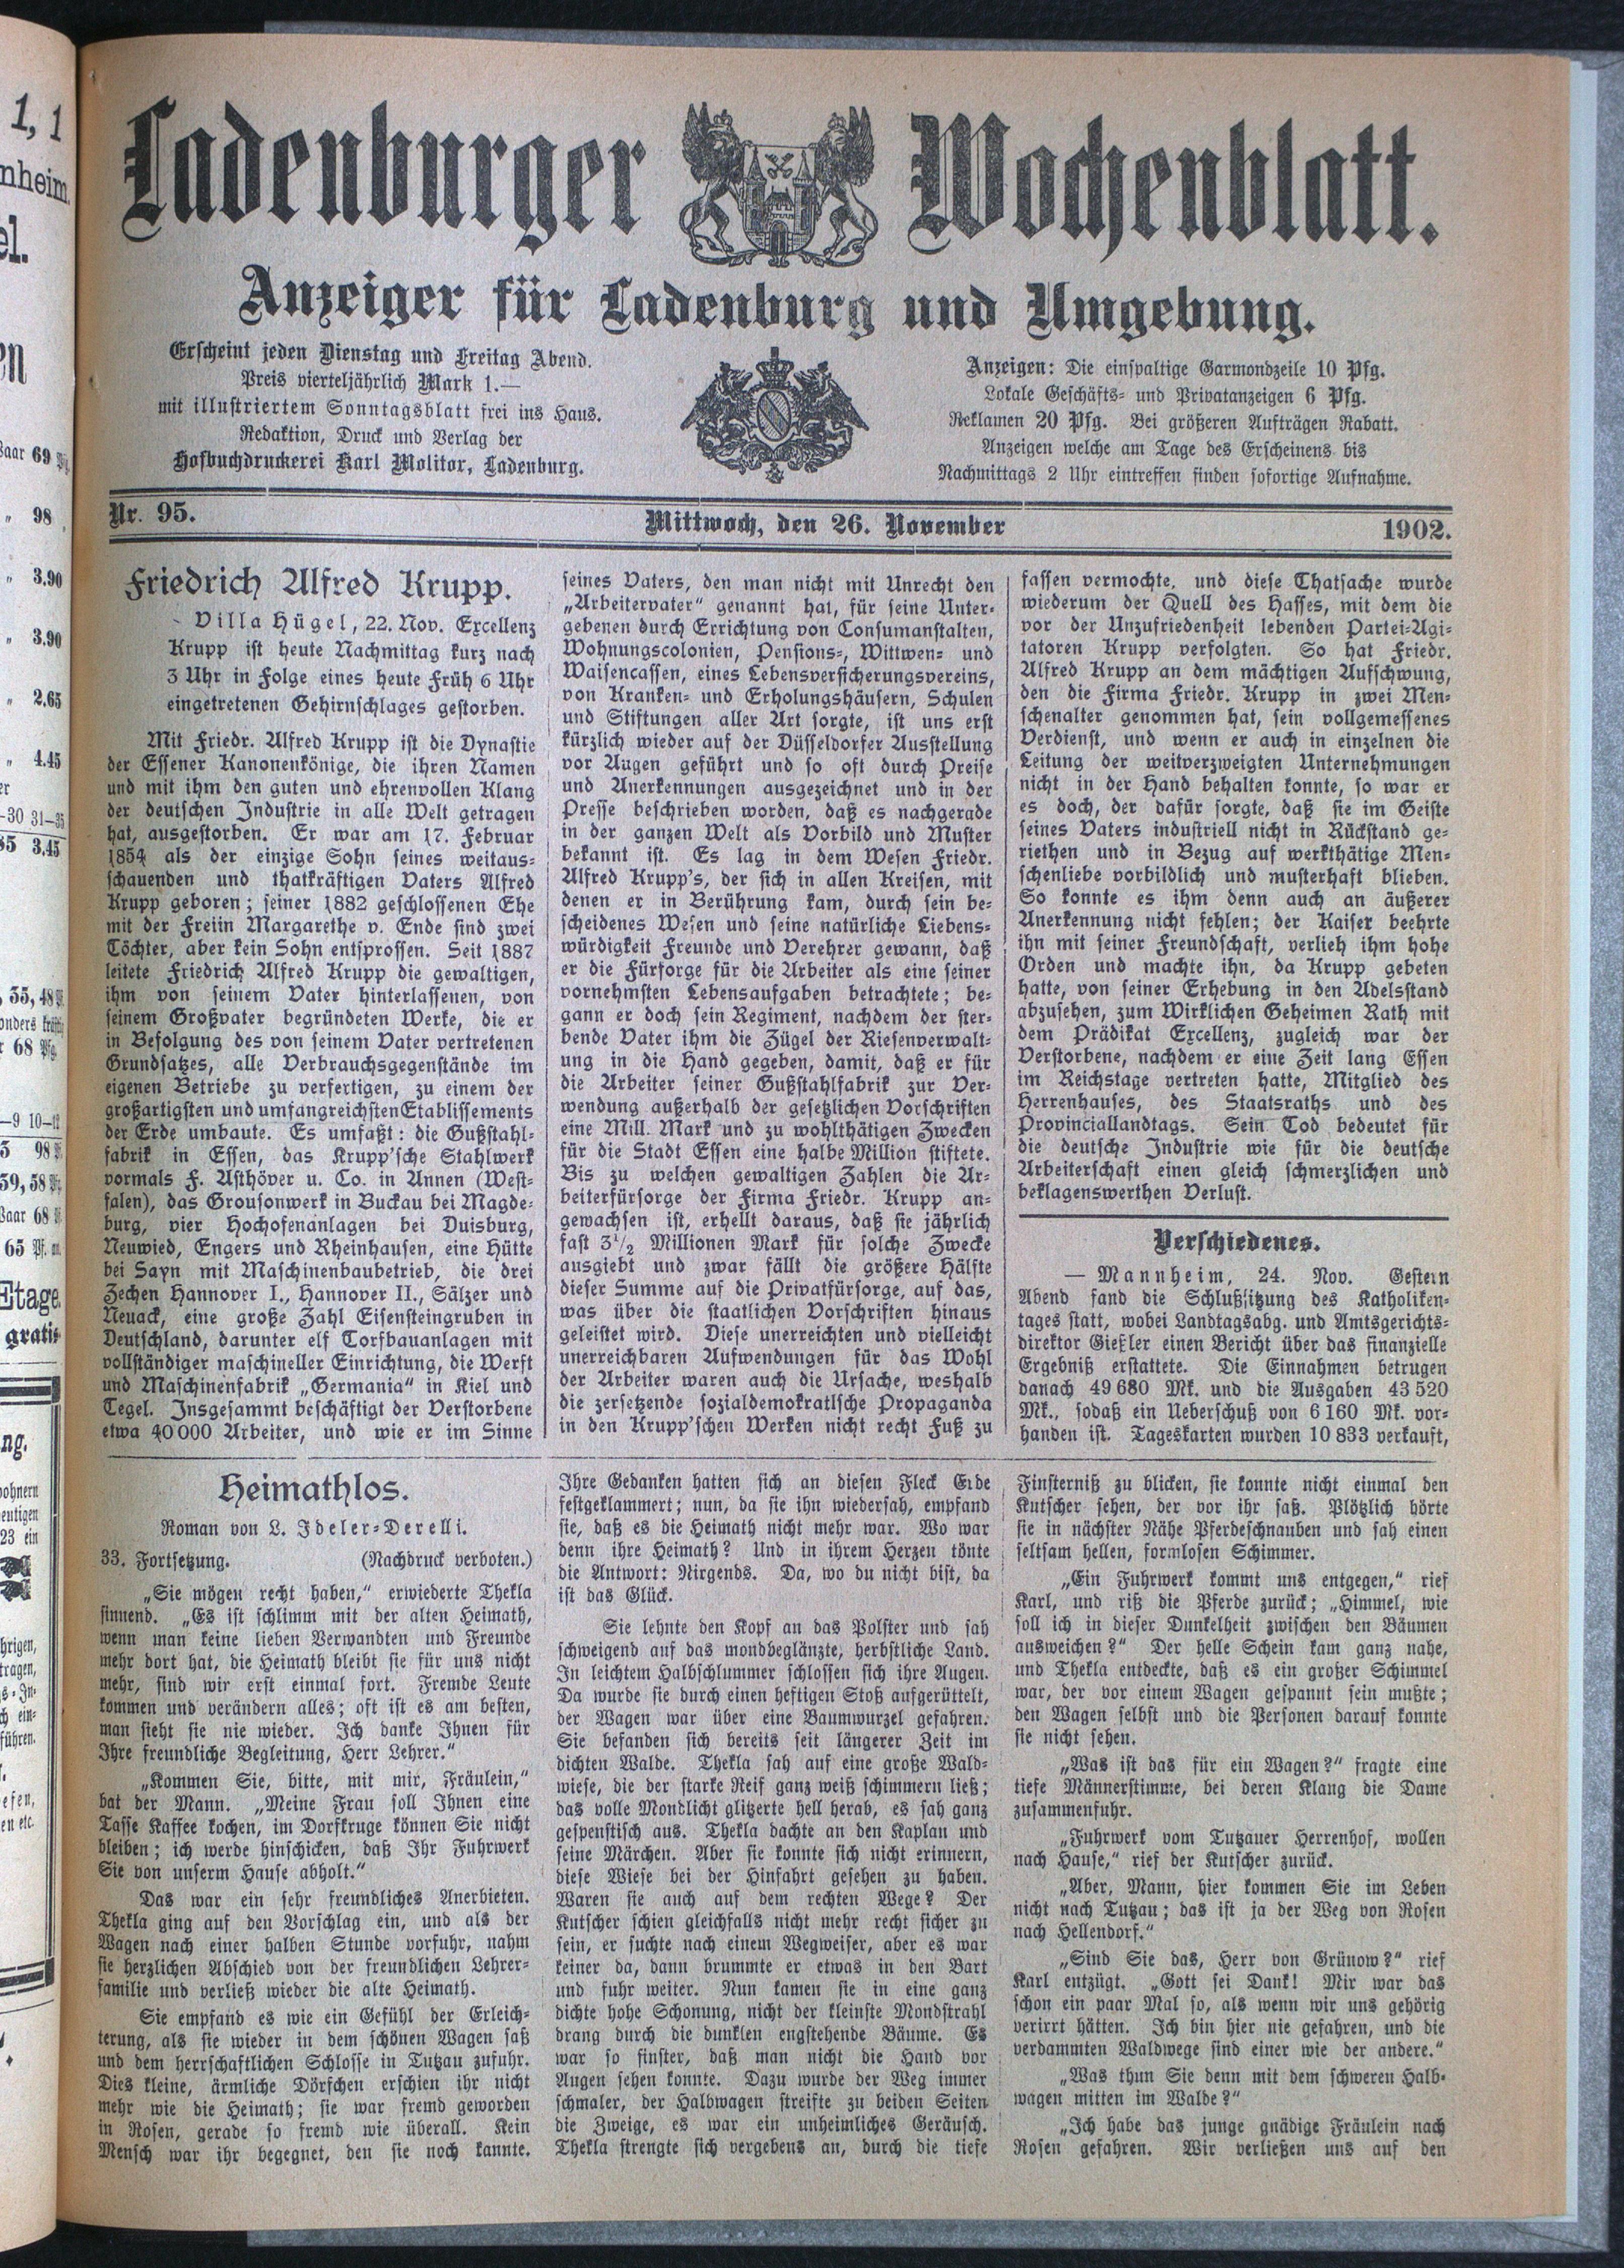 Ladenburger Wochenblatt.
Anzeiger für Ladenburg und Umgebung.
Erscheint jeden Dienstag und Freitag Abend.
Preis vierteljährlich Mark 1.—
mit illustriertem Sonntagsblatt frei ins Haus.
Redaktion, Druck und Verlag der
Hofbuchdruckerei Karl Molitor, Ladenburg.
Anzeigen: Die einspaltige Garmondzeile 10 Pfg.
Lokale Geschäfts- und Privatanzeigen 6 Pfg.
Reklamen 20 Pfg. Bei größeren Aufträgen Rabatt.
Anzeigen welche am Tage des Erscheinens bis
Nachmittags 2 Uhr eintreffen finden sofortige Aufnahme.
Nr. 95.
Mittwoch, den 26. November
1902.
Friedrich Alfred Krupp.
Villa Hügel, 22. Nov. Excellenz
Krupp ist heute Nachmittag kurz nach
3 Uhr in Folge eines heute Früh 6 Uhr
eingetretenen Gehirnschlages gestorben.
Mit Friedr. Alfred Krupp ist die Dynastie
der Essener Kanonenkönige, die ihren Namen
und mit ihm den guten und ehrenvollen Klang
der deutschen Industrie in alle Welt getragen
hat, ausgestorben. Er war am 17. Februar
1854 als der einzige Sohn seines weitaus-
schauenden und thatkräftigen Vaters Alfred
Krupp geboren; seiner 1882 geschlossenen Ehe
mit der Freiin Margarethe v. Ende sind zwei
Töchter, aber kein Sohn entsprossen. Seit 1887
leitete Friedrich Alfred Krupp die gewaltigen,
ihm von seinem Vater hinterlassenen, von
seinem Großvater begründeten Werke, die er
in Befolgung des von seinem Vater vertretenen
Grundsatzes, alle Verbrauchsgegenstände im
eigenen Betriebe zu verfertigen, zu einem der
großartigsten und umfangreichsten Etablissements
der Erde umbaute. Es umfaßt: die Gußstahl-
fabrik in Essen, das Krupp'sche Stahlwerk
vormals F. Asthöver u. Co. in Annen (West-
falen), das Grousonwerk in Buckau bei Magde-
burg, vier Hochofenanlagen bei Duisburg,
Neuwied, Engers und Rheinhausen, eine Hütte
bei Sayn mit Maschinenbaubetrieb, die drei
Zechen Hannover I., Hannover II., Sälzer und
Neuack, eine große Zahl Eisensteingruben in
Deutschland, darunter elf Torfbauanlagen mit
vollständiger maschineller Einrichtung, die Werft
und Maschinenfabrik „Germania“ in Kiel und
Tegel. Insgesammt beschäftigt der Verstorbene
etwa 40 000 Arbeiter, und wie er im Sinne
seines Vaters, den man nicht mit Unrecht den
„Arbeitervater“ genannt hat, für seine Unter-
gebenen durch Errichtung von Consumanstalten,
Wohnungscolonien, Pensions-, Wittwen- und
Waisencassen, eines Lebensversicherungsvereins,
von Kranken- und Erholungshäusern, Schulen
und Stiftungen aller Art sorgte, ist uns erst
kürzlich wieder auf der Düsseldorfer Ausstellung
vor Augen geführt und so oft durch Preise
und Anerkennungen ausgezeichnet und in der
Presse beschrieben worden, daß es nachgerade
in der ganzen Welt als Vorbild und Muster
bekannt ist. Es lag in dem Wesen Friedr.
Alfred Krupp's, der sich in allen Kreisen, mit
denen er in Berührung kam, durch sein be-
scheidenes Wesen und seine natürliche Liebens-
würdigkeit Freunde und Verehrer gewann, daß
er die Fürsorge für die Arbeiter als eine seiner
vornehmsten Lebensaufgaben betrachtete; be-
gann er doch sein Regiment, nachdem der ster-
bende Vater ihm die Zügel der Riesenverwalt-
ung in die Hand gegeben, damit, daß er für
die Arbeiter seiner Gußstahlfabrik zur Ver-
wendung außerhalb der gesetzlichen Vorschriften
eine Mill. Mark und zu wohlthätigen Zwecken
für die Stadt Essen eine halbe Million stiftete.
Bis zu welchen gewaltigen Zahlen die Ar-
beiterfürsorge der Firma Friedr. Krupp an-
gewachsen ist, erhellt daraus, daß sie jährlich
fast 3½ Millionen Mark für solche Zwecke
ausgiebt und zwar fällt die größere Hälfte
dieser Summe auf die Privatfürsorge, auf das,
was über die staatlichen Vorschriften hinaus
geleistet wird. Diese unerreichten und vielleicht
unerreichbaren Aufwendungen für das Wohl
der Arbeiter waren auch die Ursache, weshalb
die zersetzende sozialdemokratische Propaganda
in den Krupp'schen Werken nicht recht Fuß zu
fassen vermochte, und diese Thatsache wurde
wiederum der Quell des Hasses, mit dem die
vor der Unzufriedenheit lebenden Partei-Agi-
tatoren Krupp verfolgten. So hat Friedr.
Alfred Krupp an dem mächtigen Aufschwung,
den die Firma Friedr. Krupp in zwei Men-
schenalter genommen hat, sein vollgemessenes
Verdienst, und wenn er auch in einzelnen die
Leitung der weitverzweigten Unternehmungen
nicht in der Hand behalten konnte, so war er
es doch, der dafür sorgte, daß sie im Geiste
seines Vaters industriell nicht in Rückstand ge-
riethen und in Bezug auf werkthätige Men-
schenliebe vorbildlich und musterhaft blieben.
So konnte es ihm denn auch an äußerer
Anerkennung nicht fehlen; der Kaiser beehrte
ihn mit seiner Freundschaft, verlieh ihm hohe
Orden und machte ihn, da Krupp gebeten
hatte, von seiner Erhebung in den Adelsstand
abzusehen, zum Wirklichen Geheimen Rath mit
dem Prädikat Excellenz, zugleich war der
Verstorbene, nachdem er eine Zeit lang Essen
im Reichstage vertreten hatte, Mitglied des
Herrenhauses, des Staatsraths und des
Provinciallandtags. Sein Tod bedeutet für
die deutsche Industrie wie für die deutsche
Arbeiterschaft einen gleich schmerzlichen und
beklagenswerthen Verlust.
Verschiedenes.
— Mannheim, 24. Nov. Gestern
Abend fand die Schlußsitzung des Katholiken-
tages statt, wobei Landtagsabg. und Amtsgerichts-
direktor Gießler einen Bericht über das finanzielle
Ergebniß erstattete. Die Einnahmen betrugen
danach 49 680 Mk. und die Ausgaben 43 520
Mk., sodaß ein Ueberschuß von 6 160 Mk. vor-
handen ist. Tageskarten wurden 10 833 verkauft,
Heimathlos.
Roman von L. Ideler-Derelli.
33. Fortsetzung. (Nachdruck verboten.)
„Sie mögen recht haben,“ erwiederte Thekla
sinnend. „Es ist schlimm mit der alten Heimath,
wenn man keine lieben Verwandten und Freunde
mehr dort hat, die Heimath bleibt sie für uns nicht
mehr, sind wir erst einmal fort. Fremde Leute
kommen und verändern alles; oft ist es am besten,
man sieht sie nie wieder. Ich danke Ihnen für
Ihre freundliche Begleitung, Herr Lehrer.“
„Kommen Sie, bitte, mit mir, Fräulein,“
bat der Mann. „Meine Frau soll Ihnen eine
Tasse Kaffee kochen, im Dorfkruge können Sie nicht
bleiben; ich werde hinschicken, daß Ihr Fuhrwerk
Sie von unserm Hause abholt.“
Das war ein sehr freundliches Anerbieten.
Thekla ging auf den Vorschlag ein, und als der
Wagen nach einer halben Stunde vorfuhr, nahm
sie herzlichen Abschied von der freundlichen Lehrer-
familie und verließ wieder die alte Heimath.
Sie empfand es wie ein Gefühl der Erleich-
terung, als sie wieder in dem schönen Wagen saß
und dem herrschaftlichen Schlosse in Tutzau zufuhr.
Dies kleine, ärmliche Dörfchen erschien ihr nicht
mehr wie die Heimath; sie war fremd geworden
in Rosen, gerade so fremd wie überall. Kein
Mensch war ihr begegnet, den sie noch kannte.
Ihre Gedanken hatten sich an diesen Fleck Erde
festgeklammert; nun, da sie ihn wiedersah, empfand
sie, daß es die Heimath nicht mehr war. Wo war
denn ihre Heimath? Und in ihrem Herzen tönte
die Antwort: Nirgends. Da, wo du nicht bist, da
ist das Glück.
Sie lehnte den Kopf an das Polster und sah
schweigend auf das mondbeglänzte, herbstliche Land.
In leichtem Halbschlummer schlossen sich ihre Augen.
Da wurde sie durch einen heftigen Stoß aufgerüttelt,
der Wagen war über eine Baumwurzel gefahren.
Sie befanden sich bereits seit längerer Zeit im
dichten Walde. Thekla sah auf eine große Wald-
wiese, die der starke Reif ganz weiß schimmern ließ;
das volle Mondlicht glitzerte hell herab, es sah ganz
gespenstisch aus. Thekla dachte an den Kaplan und
seine Märchen. Aber sie konnte sich nicht erinnern,
diese Wiese bei der Hinfahrt gesehen zu haben.
Waren sie auch auf dem rechten Wege? Der
Kutscher schien gleichfalls nicht mehr recht sicher zu
sein, er suchte nach einem Wegweiser, aber es war
keiner da, dann brummte er etwas in den Bart
und fuhr weiter. Nun kamen sie in eine ganz
dichte hohe Schonung, nicht der kleinste Mondstrahl
drang durch die dunklen engstehende Bäume. Es
war so finster, daß man nicht die Hand vor
Augen sehen konnte. Dazu wurde der Weg immer
schmaler, der Halbwagen streifte zu beiden Seiten
die Zweige, es war ein unheimliches Geräusch.
Thekla strengte sich vergebens an, durch die tiefe
Finsterniß zu blicken, sie konnte nicht einmal den
Kutscher sehen, der vor ihr saß. Plötzlich hörte
sie in nächster Nähe Pferdeschnauben und sah einen
seltsam hellen, formlosen Schimmer.
„Ein Fuhrwerk kommt uns entgegen,“ rief
Karl, und riß die Pferde zurück; „Himmel, wie
soll ich in dieser Dunkelheit zwischen den Bäumen
ausweichen?“ Der helle Schein kam ganz nahe,
und Thekla entdeckte, daß es ein großer Schimmel
war, der vor einem Wagen gespannt sein mußte;
den Wagen selbst und die Personen darauf konnte
sie nicht sehen.
„Was ist das für ein Wagen?“ fragte eine
tiefe Männerstimme, bei deren Klang die Dame
zusammenfuhr.
„Fuhrwerk vom Tutzauer Herrenhof, wollen
nach Hause,“ rief der Kutscher zurück.
„Aber, Mann, hier kommen Sie im Leben
nicht nach Tutzau; das ist ja der Weg von Rosen
nach Hellendorf.“
„Sind Sie das, Herr von Grünow?“ rief
Karl entzügt. „Gott sei Dank! Mir war das
schon ein paar Mal so, als wenn wir uns gehörig
verirrt hätten. Ich bin hier nie gefahren, und die
verdammten Waldwege sind einer wie der andere.“
„Was thun Sie denn mit dem schweren Halb-
wagen mitten im Walde?“
„Ich habe das junge gnädige Fräulein nach
Rosen gefahren. Wir verließen uns auf den